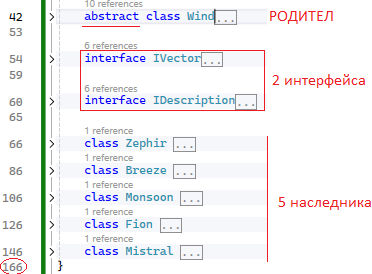 10 references
42 > abstract class Wind... РОДИТЕЛ
53
6 references
54 > interface IVector...
59
6 references
60 > interface IDescription...
2 интерфейса
65
1 reference
66 > class Zephir ...
1 reference
86 > class Breeze ...
1 reference
106 > class Monsoon ...
1 reference
126 > class Fion ...
1 reference
146 > class Mistral ...
5 наследника
166 }